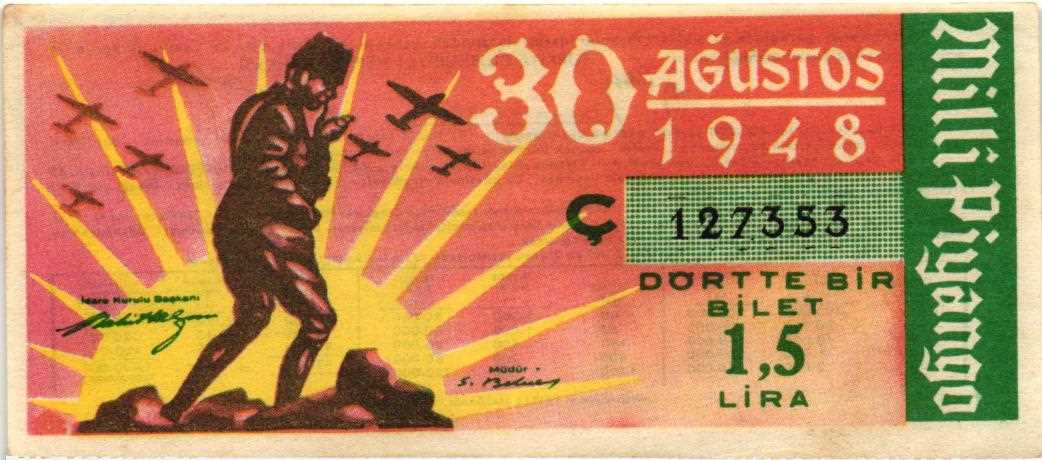 30 AĞUSTOS
1948
Ç 127353
DÖRTTE BİR
BİLET
1,5
LİRA
Milli Piyango
İdare Kurulu Başkanı
Müdür